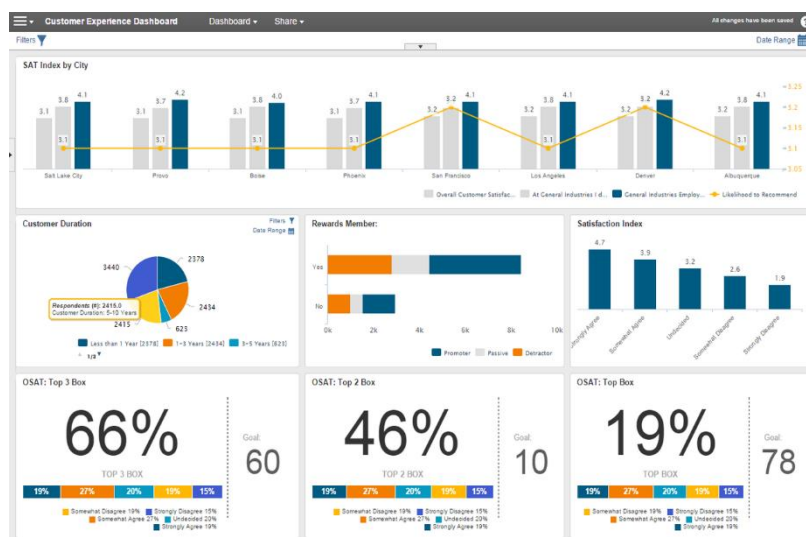 Customer Experience Dashboard Dashboard Share All changes have been saved
Filters Date Range
SAT Index by City
3.1 3.8 4.1 3.1 3.7 4.2 3.1 3.8 4.0 3.1 3.7 4.1 3.2 3.2 4.1 3.2 3.8 4.1 3.2 3.2 4.2 3.2 3.8 4.1
3.1 3.1 3.1 3.1 3.1 3.1
3.25
3.2
3.1
3.05
Salt Lake City Provo Boise Phoenix San Francisco Los Angeles Denver Albuquerque
Overall Customer Satisfac... At General Industries I d... General Industries Employ... Likelihood to Recommend
Customer Duration
Filters
Date Range
3440 2378
2434
623
2415
Respondents (#): 2415.0
Customer Duration: 5-10 Years
Less than 1 Year [2378] 1-3 Years [2434] 3-5 Years [623]
1/2
Rewards Member:
Yes
No
0k 2k 4k 6k 8k 10k
Promoter Passive Detractor
Satisfaction Index
4.7 3.9 3.2 2.6 1.9
Strongly Agree Somewhat Agree Undecided Somewhat Disagree Strongly Disagree
OSAT: Top 3 Box
66%
TOP 3 BOX
Goal:
60
19% 27% 20% 19% 15%
Somewhat Disagree 19% Strongly Disagree 15%
Somewhat Agree 27% Undecided 20%
Strongly Agree 19%
OSAT: Top 2 Box
46%
TOP 2 BOX
Goal:
10
19% 27% 20% 19% 15%
Somewhat Disagree 19% Strongly Disagree 15%
Somewhat Agree 27% Undecided 20%
Strongly Agree 19%
OSAT: Top Box
19%
TOP BOX
Goal:
78
19% 27% 20% 19% 15%
Somewhat Disagree 19% Strongly Disagree 15%
Somewhat Agree 27% Undecided 20%
Strongly Agree 19%